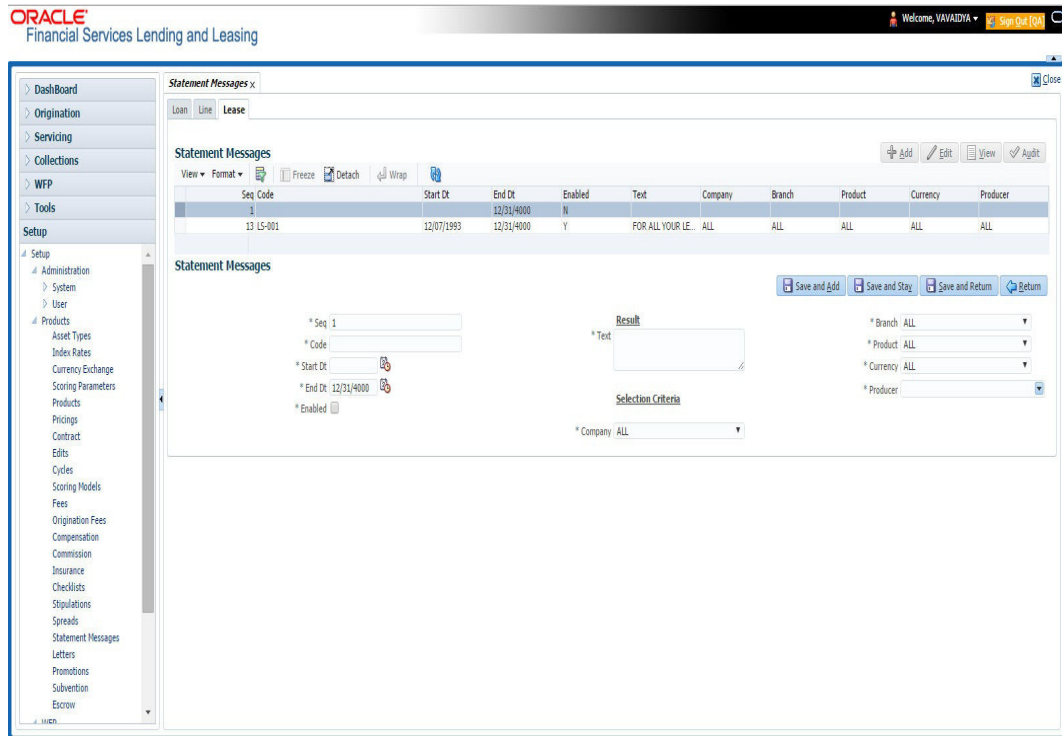 ORACLE'
Financial Services Lending and Leasing
Welcome, VAVAIDYA
Sign Out [QA]
DashBoard
Origination
Servicing
Collections
WFP
Tools
Setup
Setup
Administration
System
User
Products
Asset Types
Index Rates
Currency Exchange
Scoring Parameters
Products
Pricings
Contract
Edits
Cycles
Scoring Models
Fees
Origination Fees
Compensation
Commission
Insurance
Checklists
Stipulations
Spreads
Statement Messages
Letters
Promotions
Subvention
Escrow
WFP
Statement Messages x
Close
Loan Line Lease
Statement Messages
Add Edit View Audit
View Format Freeze Detach Wrap
Seq Code Start Dt End Dt Enabled Text Company Branch Product Currency Producer
1 12/31/4000 N
13 LS-001 12/07/1993 12/31/4000 Y FOR ALL YOUR LE... ALL ALL ALL ALL ALL
Statement Messages
Save and Add Save and Stay Save and Return Return
* Seq 1
* Code
* Start Dt
* End Dt 12/31/4000
* Enabled
Result
* Text
Selection Criteria
* Company ALL
* Branch ALL
* Product ALL
* Currency ALL
* Producer